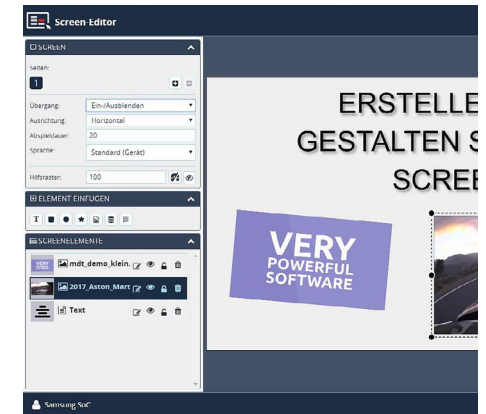 Screen-Editor
SCREEN
Seiten:
1
Übergang: Ein-/Ausblenden
Ausrichtung: Horizontal
Abspieldauer: 20
Sprache: Standard (Gerät)
Hilfsraster: 100
ELEMENT EINFÜGEN
T
SCREENELEMENTE
mdt_demo_klein.
2017_Aston_Mart
Text
ERSTELLE
GESTALTEN S
SCREE
VERY
POWERFUL
SOFTWARE
Samsung SoC